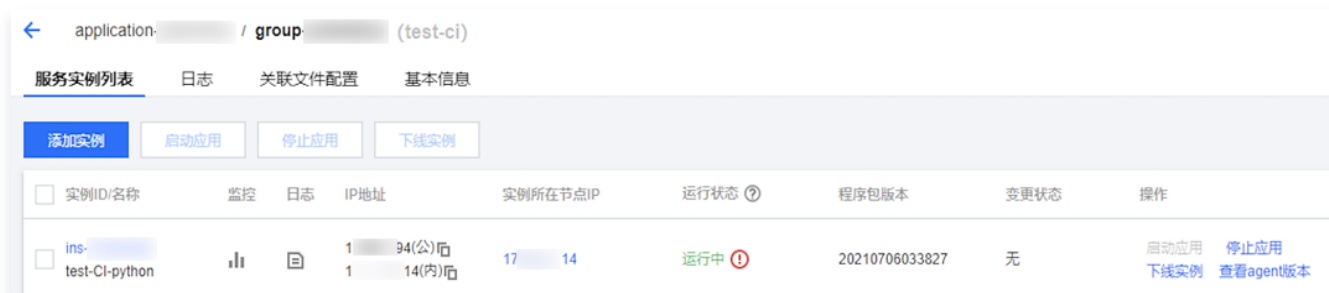 application- / group- (test-ci)
服务实例列表 日志 关联文件配置 基本信息
添加实例 启动应用 停止应用 下线实例
实例ID/名称 监控 日志 IP地址 实例所在节点IP 运行状态 程序包版本 变更状态 操作
ins- 1 94(公) 17 14 运行中 20210706033827 无 启动应用 停止应用
test-CI-python 1 14(内) 下线实例 查看agent版本